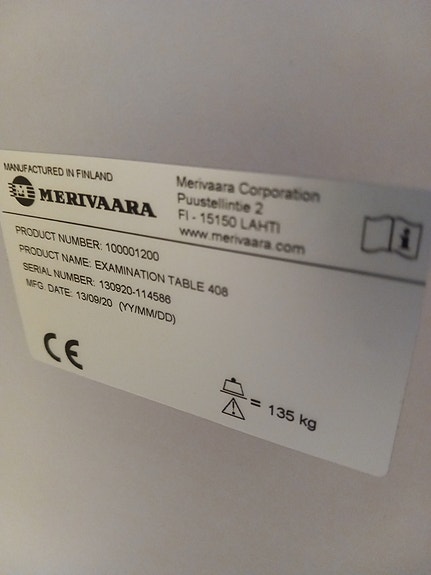 MANUFACTURED IN FINLAND
MERIVAARA
Merivaara Corporation
Puustellintie 2
FI - 15150 LAHTI
www.merivaara.com
PRODUCT NUMBER: 100001200
PRODUCT NAME: EXAMINATION TABLE 408
SERIAL NUMBER: 130920-114586
MFG. DATE: 13/09/20 (YY/MM/DD)
CE
= 135 kg